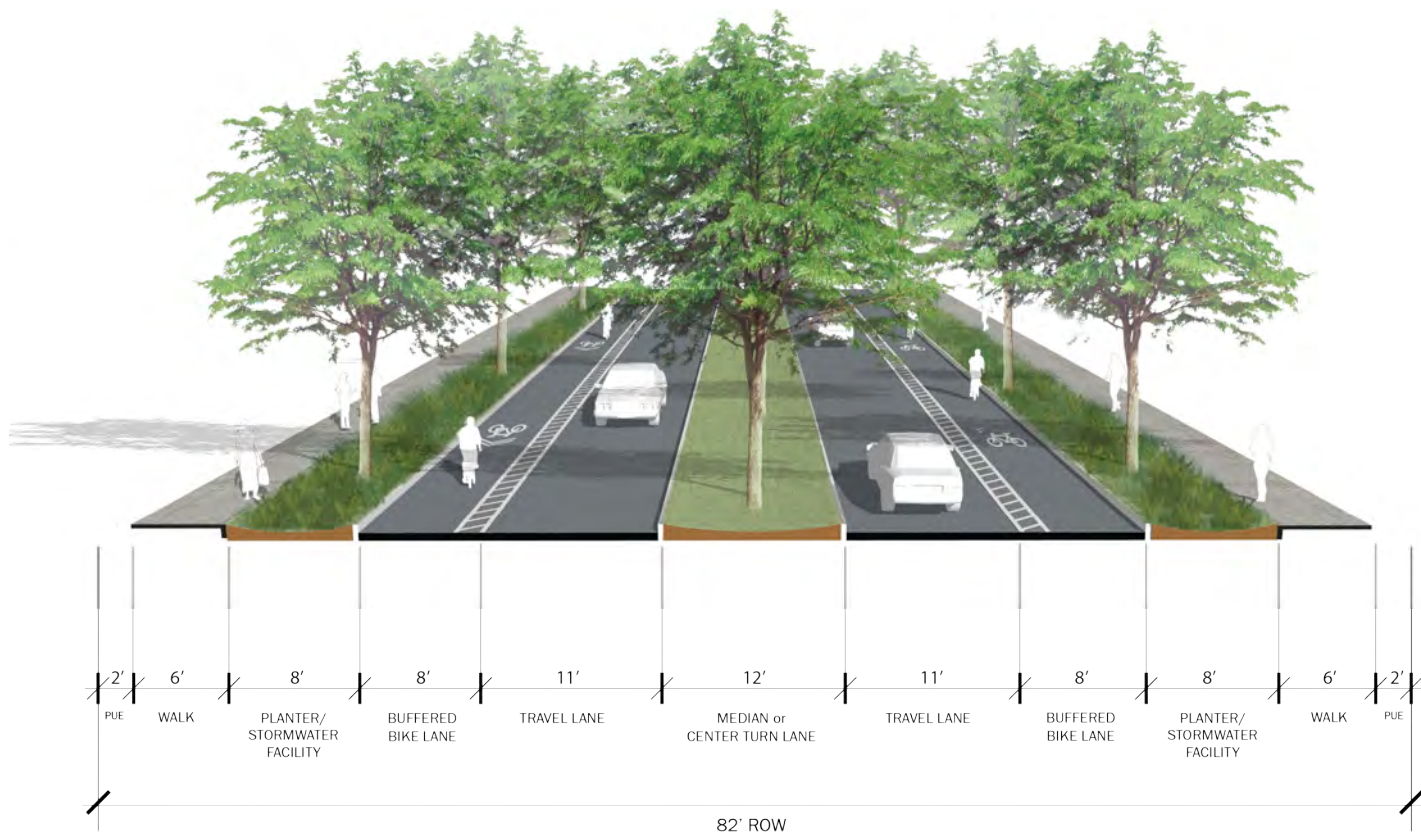 2' 6' 8' 8' 11' 12' 11' 8' 8' 6' 2'
PUE
WALK
PLANTER/
STORMWATER
FACILITY
BUFFERED
BIKE LANE
TRAVEL LANE
MEDIAN or
CENTER TURN LANE
TRAVEL LANE
BUFFERED
BIKE LANE
PLANTER/
STORMWATER
FACILITY
WALK
PUE
82' ROW